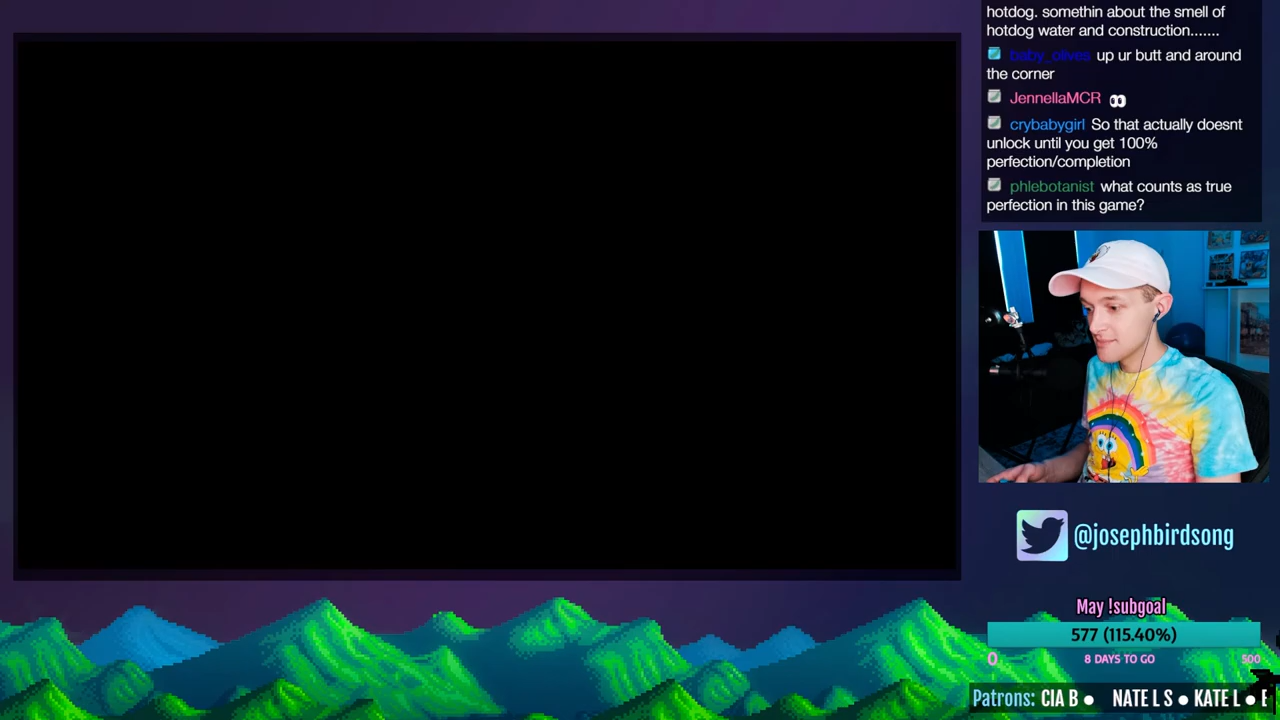 hotdog. somethin about the smell of
hotdog water and construction.......
baby_olives up ur butt and around
the corner
JennellaMCR
crybabygirl So that actually doesnt
unlock until you get 100%
perfection/completion
phlebotanist what counts as true
perfection in this game?
@josephbirdsong
May !subgoal
577 (115.40%)
0 8 DAYS TO GO 500
Patrons: CIA B ● NATE L S ● KATE L ●